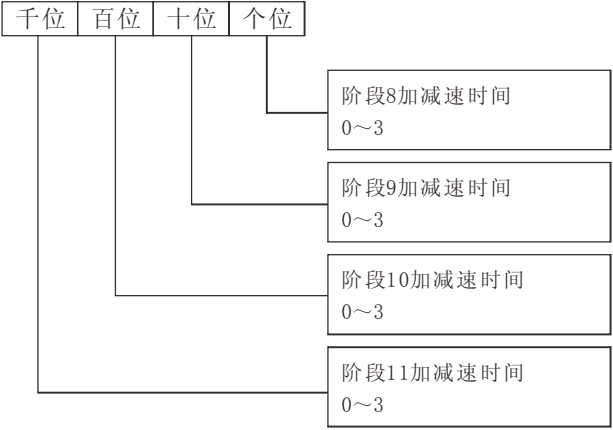 千位 百位 十位 个位
阶段8加减速时间
0～3
阶段9加减速时间
0～3
阶段10加减速时间
0～3
阶段11加减速时间
0～3